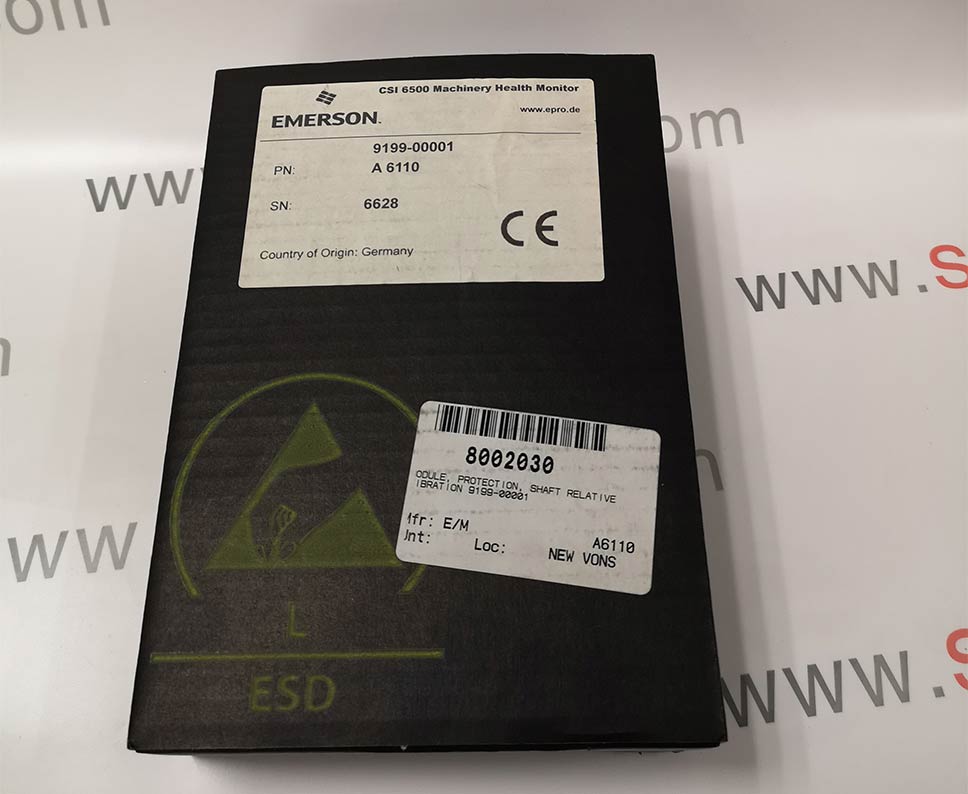 CSI 6500 Machinery Health Monitor
EMERSON.
www.epro.de
9199-00001
PN: A 6110
SN: 6628
CE
Country of Origin: Germany
8002030
ODULE, PROTECTION, SHAFT RELATIVE
IBRATION 9199-00001
Mfr: E/M
A6110
Unt:
Loc:
NEW VONS
L
ESD
om
www.
com
www.S
m
www.
www.S